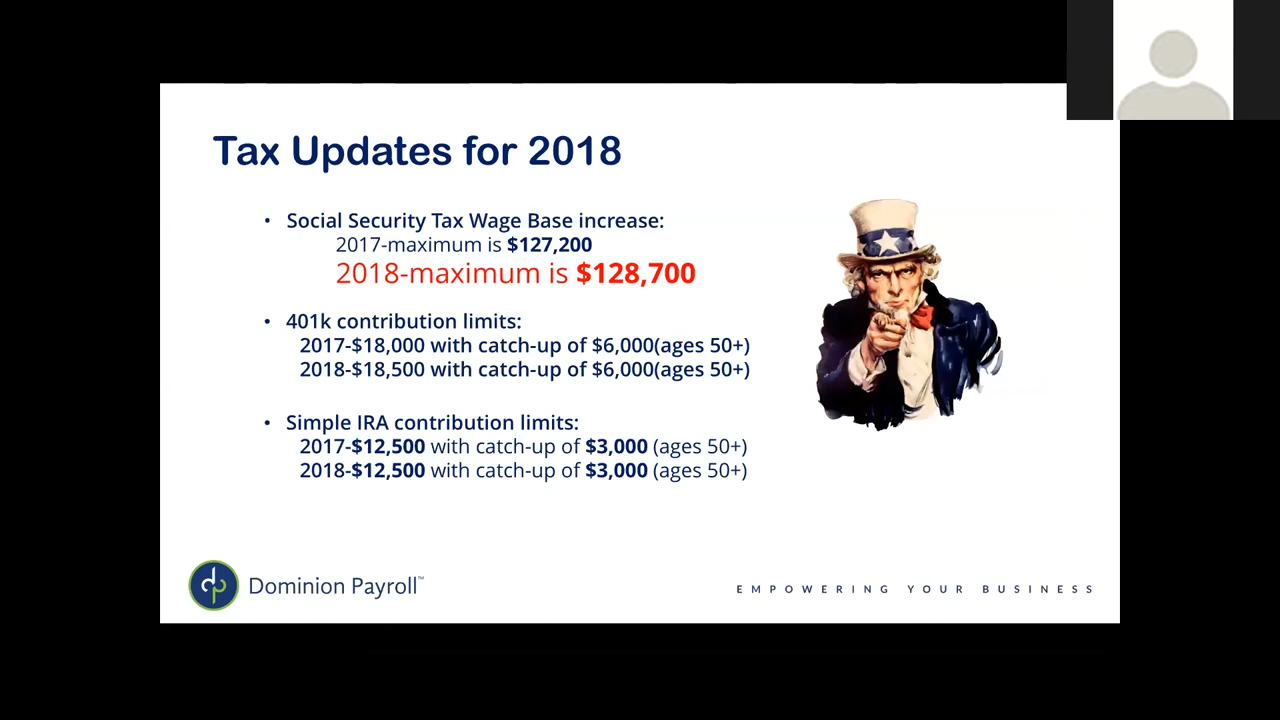 Tax Updates for 2018
• Social Security Tax Wage Base increase:
2017-maximum is $127,200
2018-maximum is $128,700
• 401k contribution limits:
2017-$18,000 with catch-up of $6,000(ages 50+)
2018-$18,500 with catch-up of $6,000(ages 50+)
• Simple IRA contribution limits:
2017-$12,500 with catch-up of $3,000 (ages 50+)
2018-$12,500 with catch-up of $3,000 (ages 50+)
dp Dominion Payroll™
EMPOWERING YOUR BUSINESS